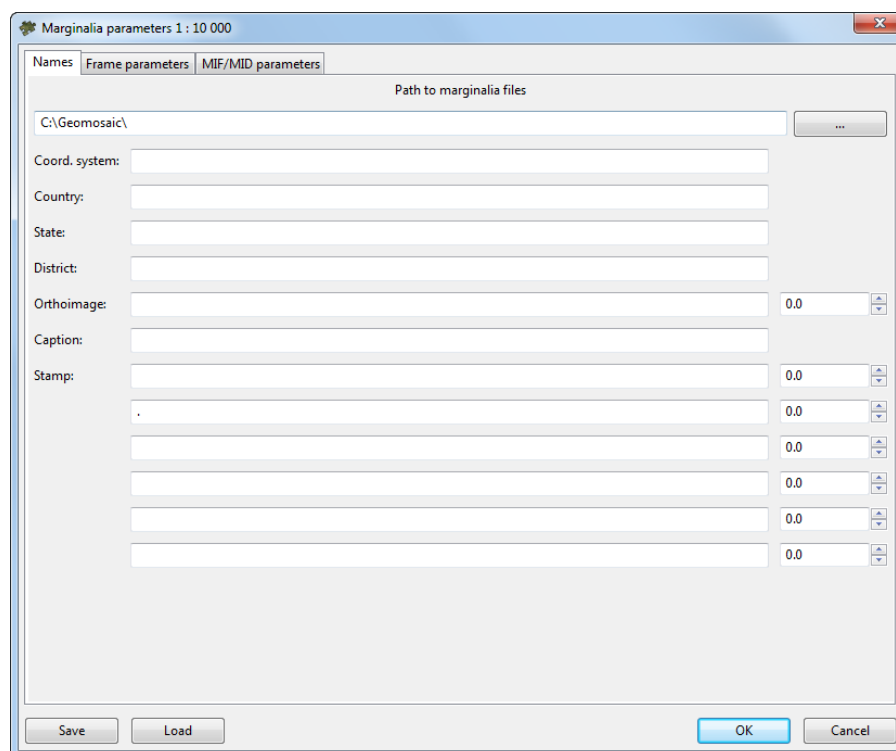 Marginalia parameters 1 : 10 000
Names Frame parameters MIF/MID parameters
Path to marginalia files
C:\Geomosaic\ ...
Coord. system:
Country:
State:
District:
Orthoimage: 0.0
Caption:
Stamp: 0.0
. 0.0
0.0
0.0
0.0
0.0
Save Load OK Cancel